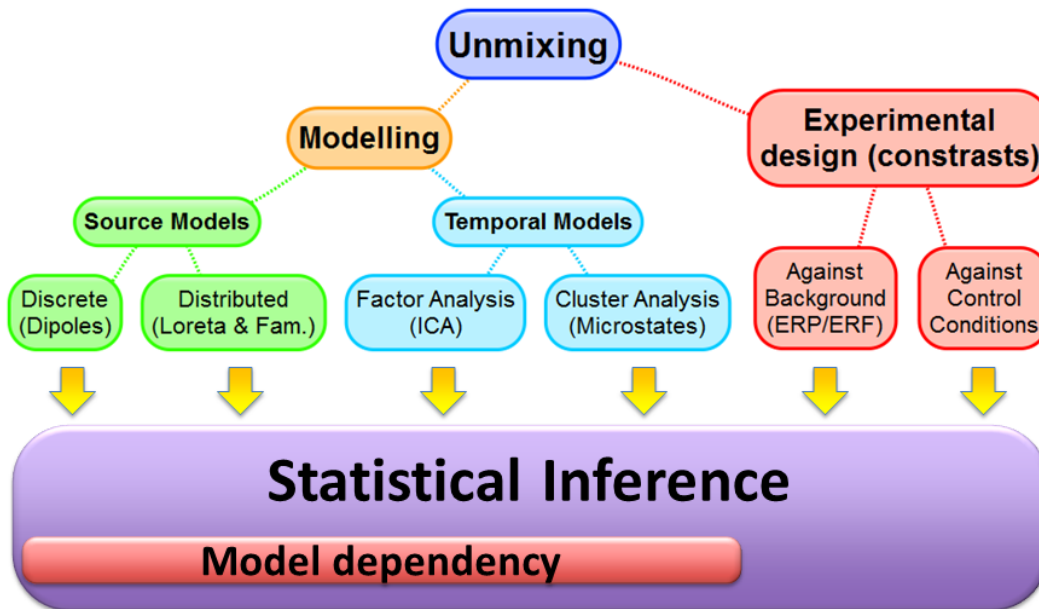 Unmixing
Modelling
Experimental
design (constrasts)
Source Models
Temporal Models
Discrete
(Dipoles)
Distributed
(Loreta & Fam.)
Factor Analysis
(ICA)
Cluster Analysis
(Microstates)
Against
Background
(ERP/ERF)
Against
Control
Conditions
Statistical Inference
Model dependency